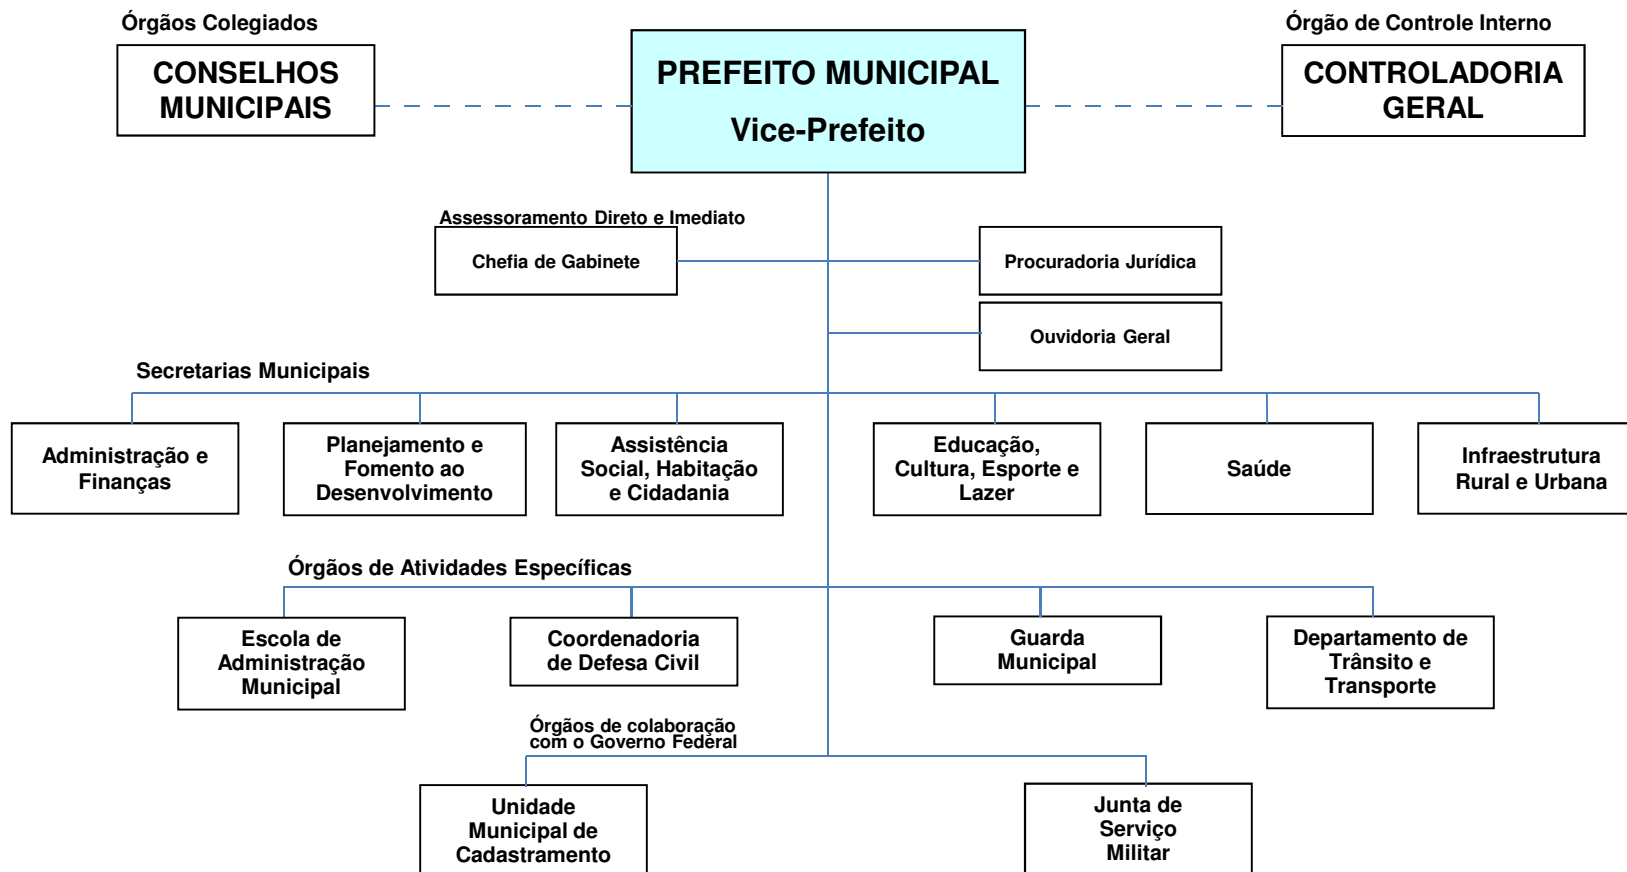 Órgãos Colegiados
CONSELHOS
MUNICIPAIS
PREFEITO MUNICIPAL
Vice-Prefeito
Órgão de Controle Interno
CONTROLADORIA
GERAL
Assessoramento Direto e Imediato
Chefia de Gabinete
Procuradoria Jurídica
Ouvidoria Geral
Secretarias Municipais
Administração e
Finanças
Planejamento e
Fomento ao
Desenvolvimento
Assistência
Social, Habitação
e Cidadania
Educação,
Cultura, Esporte e
Lazer
Saúde
Infraestrutura
Rural e Urbana
Órgãos de Atividades Específicas
Escola de
Administração
Municipal
Coordenadoria
de Defesa Civil
Guarda
Municipal
Departamento de
Trânsito e
Transporte
Órgãos de colaboração
com o Governo Federal
Unidade
Municipal de
Cadastramento
Junta de
Serviço
Militar